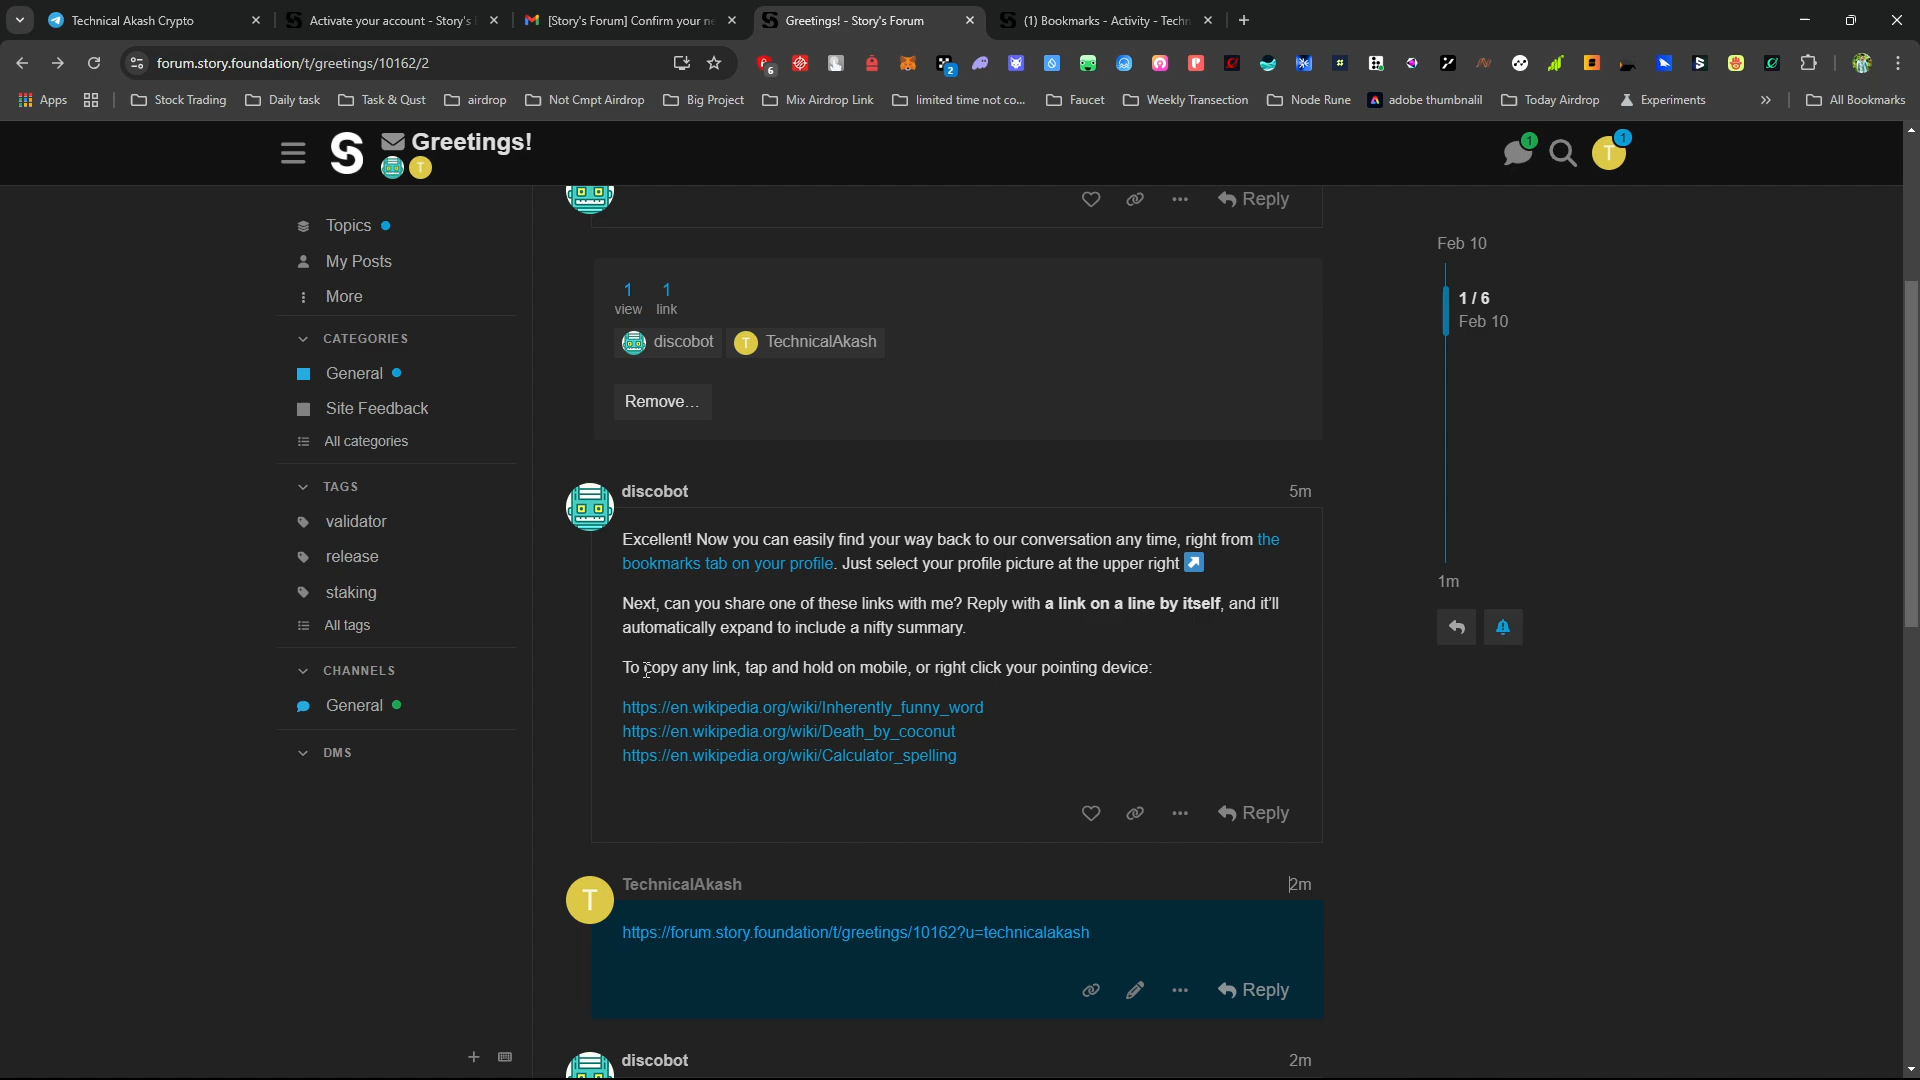 Technical Akash Crypto
Activate your account - Story's
[Story's Forum] Confirm your ne
Greetings! - Story's Forum
(1) Bookmarks - Activity - Techn
forum.story.foundation/t/greetings/10162/2
6
2
Apps
Stock Trading
Daily task
Task & Qust
airdrop
Not Cmpt Airdrop
Big Project
Mix Airdrop Link
limited time not co...
Faucet
Weekly Transection
Node Rune
adobe thumbnalil
Today Airdrop
Experiments
All Bookmarks
Greetings!
T
1
T
1
Topics
My Posts
More
CATEGORIES
General
Site Feedback
All categories
TAGS
validator
release
staking
All tags
CHANNELS
General
DMS
Reply
1 1
view link
discobot
T TechnicalAkash
Remove...
discobot 5m
Excellent! Now you can easily find your way back to our conversation any time, right from the
bookmarks tab on your profile. Just select your profile picture at the upper right ↗
Next, can you share one of these links with me? Reply with a link on a line by itself, and it'll
automatically expand to include a nifty summary.
To copy any link, tap and hold on mobile, or right click your pointing device:
https://en.wikipedia.org/wiki/Inherently_funny_word
https://en.wikipedia.org/wiki/Death_by_coconut
https://en.wikipedia.org/wiki/Calculator_spelling
Reply
T
TechnicalAkash 2m
https://forum.story.foundation/t/greetings/10162?u=technicalakash
Reply
discobot 2m
Feb 10
1 / 6
Feb 10
1m